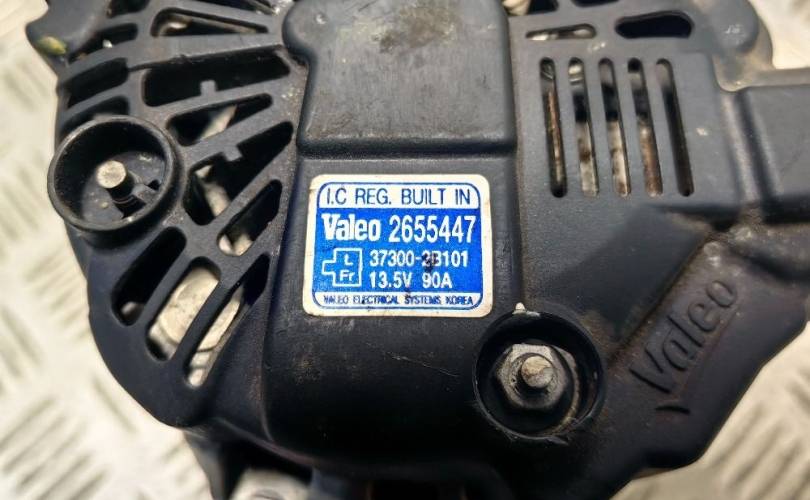 I.C REG. BUILT IN
Valeo 2655447
L 37300-2B101
Fr 13.5V 90A
VALEO ELECTRICAL SYSTEMS KOREA
Valeo